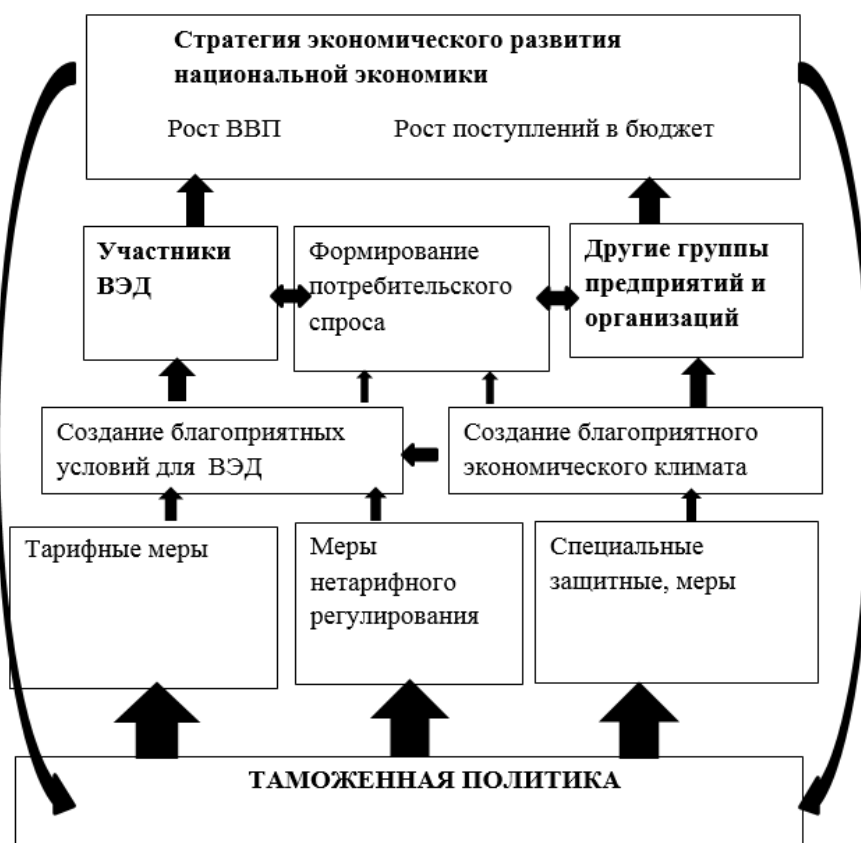 Стратегия экономического развития
национальной экономики
Рост ВВП
Рост поступлений в бюджет
Участники
ВЭД
Формирование
потребительского
спроса
Другие группы
предприятий и
организаций
Создание благоприятных
условий для ВЭД
Создание благоприятного
экономического климата
Тарифные меры
Меры
нетарифного
регулирования
Специальные
защитные, меры
ТАМОЖЕННАЯ ПОЛИТИКА